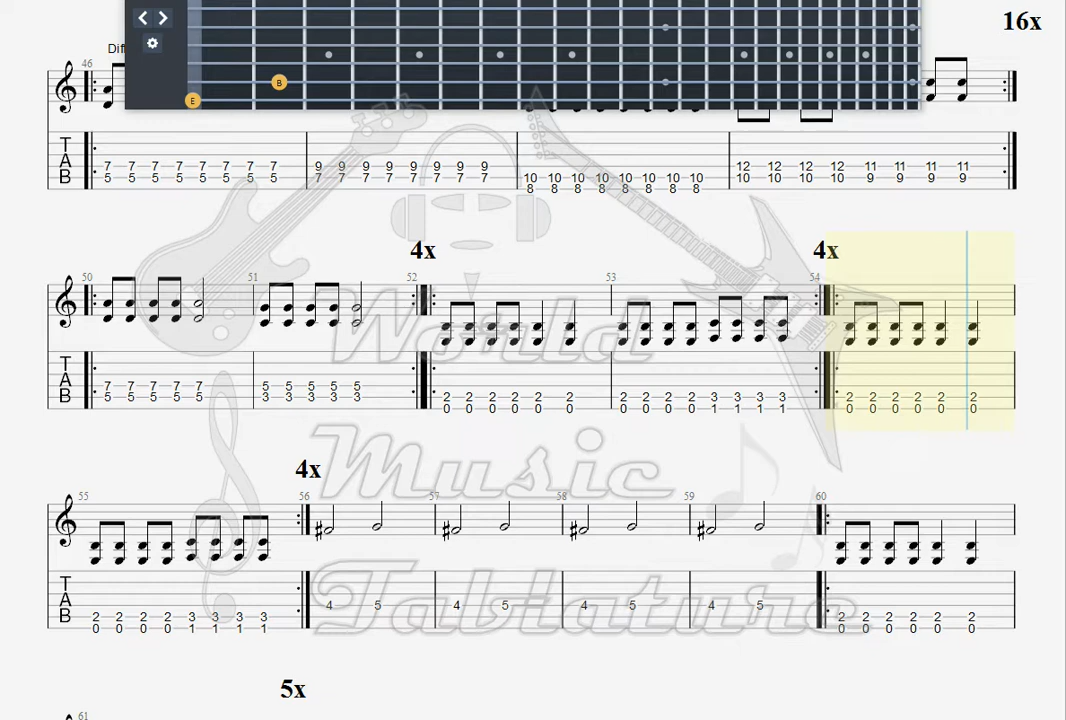 16x
Dif
46
E
B
T
A
B
7 7 7 7 7 7 7 7 9 9 9 9 9 9 9 9 12 12 12 12 11 11 11 11
5 5 5 5 5 5 5 5 7 7 7 7 7 7 7 7 10 10 10 10 10 10 10 10 10 10 10 10 9 9 9 9
8 8 8 8 8 8 8 8
4x 4x
50 51 52 53 54
T
A
B
7 7 7 7 7 5 5 5 5 5
5 5 5 5 5 3 3 3 3 3 2 2 2 2 2 2 2 2 2 2 3 3 3 3 2 2 2 2 2 2
0 0 0 0 0 0 0 0 0 0 1 1 1 1 0 0 0 0 0 0
World
Music
Tablature
4x
55 56 57 58 59 60
T
A
B
4 5 4 5 4 5 4 5
2 2 2 2 3 3 3 3 2 2 2 2 2 2
0 0 0 0 1 1 1 1 0 0 0 0 0 0
5x
61